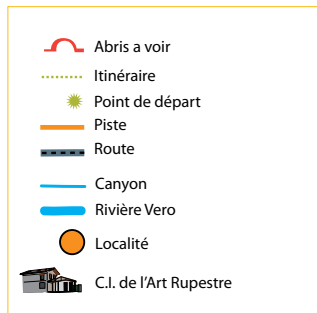 Abris a voir
Itinéraire
Point de départ
Piste
Route
Canyon
Rivière Vero
Localité
C.I. de l'Art Rupestre